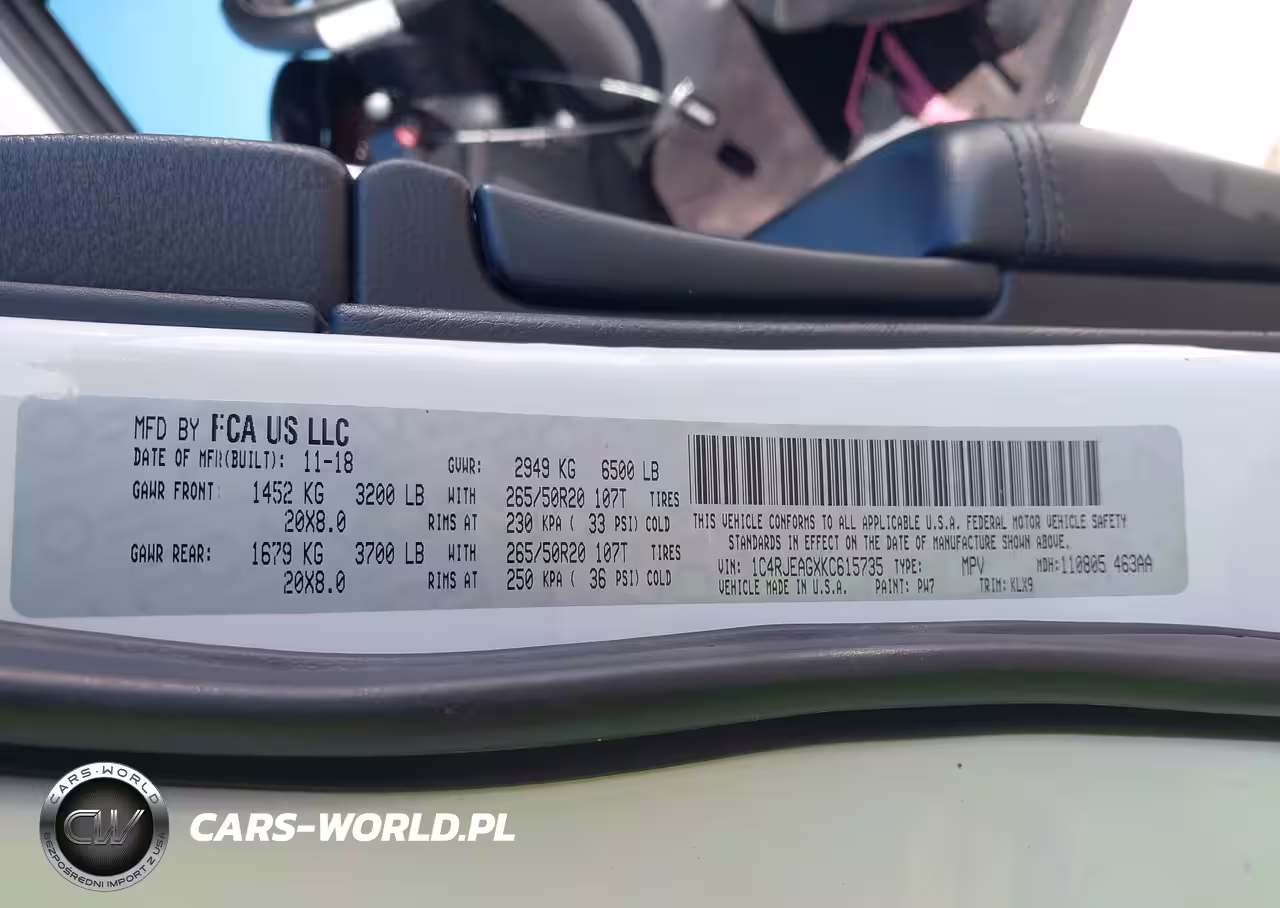 MFD BY FCA US LLC
DATE OF MFR(BUILT): 11-18 GVWR: 2949 KG 6500 LB
GAWR FRONT: 1452 KG 3200 LB WITH 265/50R20 107T TIRES
20X8.0 RIMS AT 230 KPA ( 33 PSI) COLD
GAWR REAR: 1679 KG 3700 LB WITH 265/50R20 107T TIRES
20X8.0 RIMS AT 250 KPA ( 36 PSI) COLD
THIS VEHICLE CONFORMS TO ALL APPLICABLE U.S.A. FEDERAL MOTOR VEHICLE SAFETY
STANDARDS IN EFFECT ON THE DATE OF MANUFACTURE SHOWN ABOVE.
VIN: 1C4RJEAGXKC615735 TYPE: MPV MDH:110805 463AA
VEHICLE MADE IN U.S.A. PAINT: PW7 TRIM: KLX9
CARS-WORLD
CW
BEZPOŚREDNI IMPORT Z USA
CARS-WORLD.PL